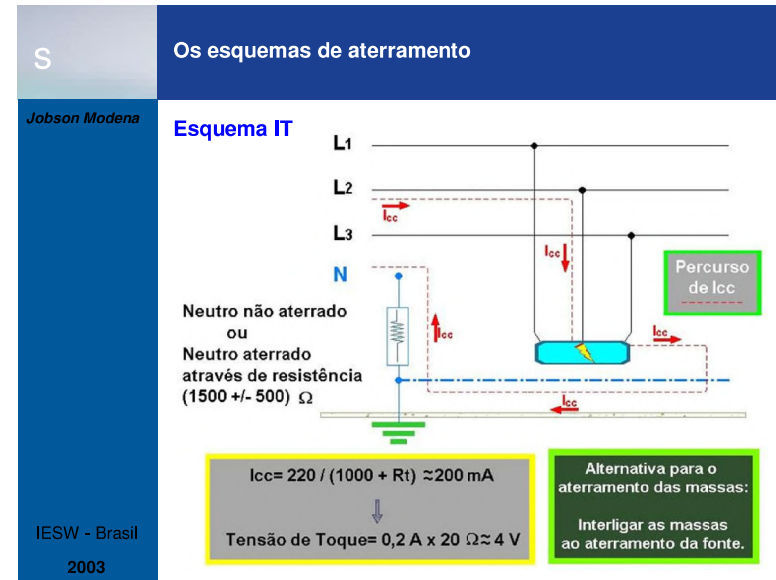 S
Os esquemas de aterramento
Jobson Modena
Esquema IT
L1
L2
Icc
L3
Icc
N
Percurso
de Icc
Neutro não aterrado
ou
Neutro aterrado
através de resistência
(1500 +/- 500) Ω
Icc
Icc
Icc
Icc= 220 / (1000 + Rt) ≈200 mA
Tensão de Toque= 0,2 A x 20 Ω≈ 4 V
Alternativa para o
aterramento das massas:
Interligar as massas
ao aterramento da fonte.
IESW - Brasil
2003